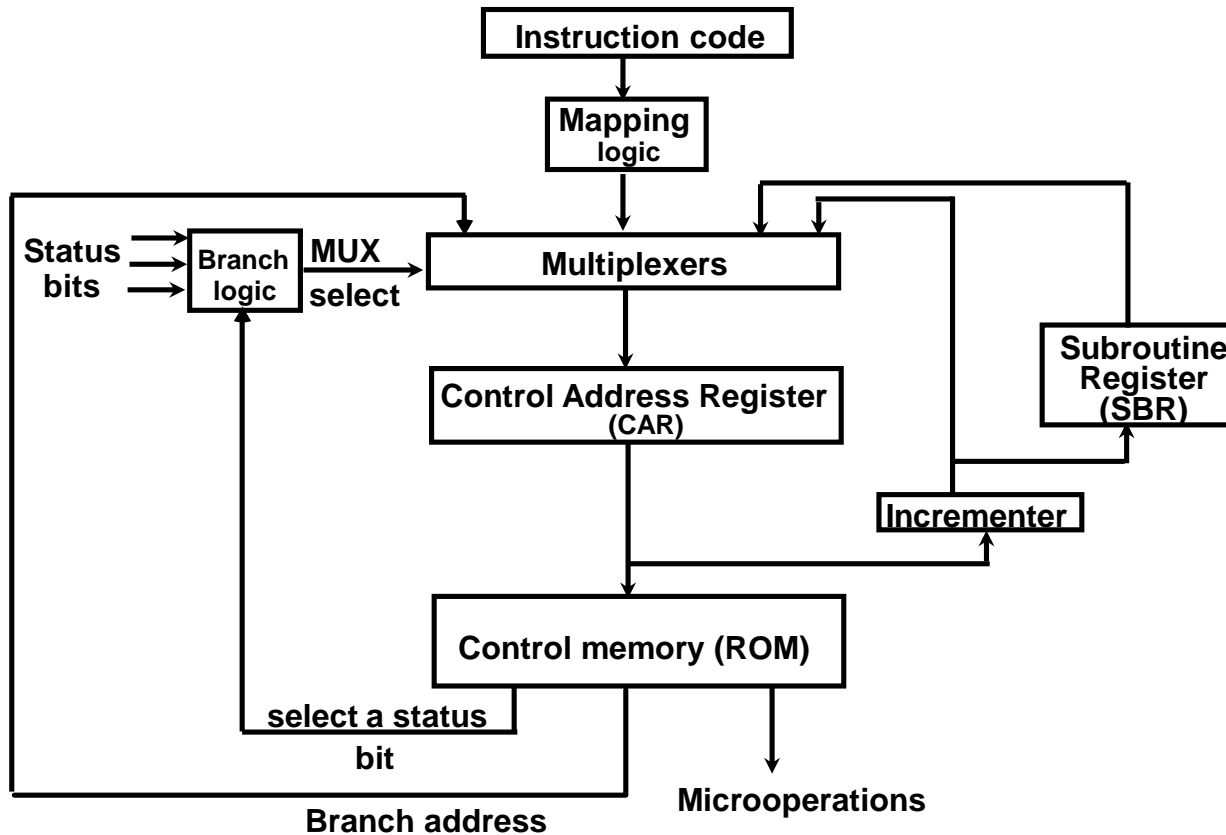 Instruction code
Mapping
logic
Status
bits
Branch
logic
MUX
select
Multiplexers
Control Address Register
(CAR)
Subroutine
Register
(SBR)
Incrementer
Control memory (ROM)
select a status
bit
Branch address
Microoperations